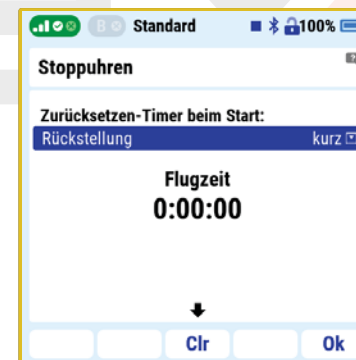 B Standard 100%
Stoppuhren ?
Zurücksetzen-Timer beim Start:
Rückstellung kurz
Flugzeit
0:00:00
Clr Ok